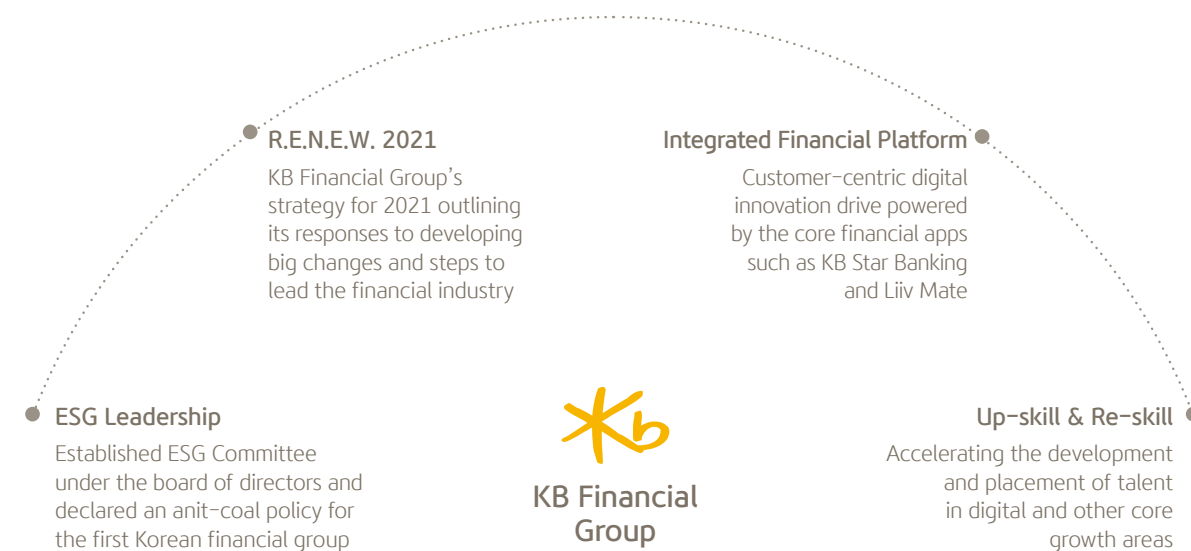 R.E.N.E.W. 2021
KB Financial Group's
strategy for 2021 outlining
its responses to developing
big changes and steps to
lead the financial industry
Integrated Financial Platform
Customer-centric digital
innovation drive powered
by the core financial apps
such as KB Star Banking
and Liiv Mate
ESG Leadership
Established ESG Committee
under the board of directors and
declared an anit-coal policy for
the first Korean financial group
Kb
KB Financial
Group
Up-skill & Re-skill
Accelerating the development
and placement of talent
in digital and other core
growth areas